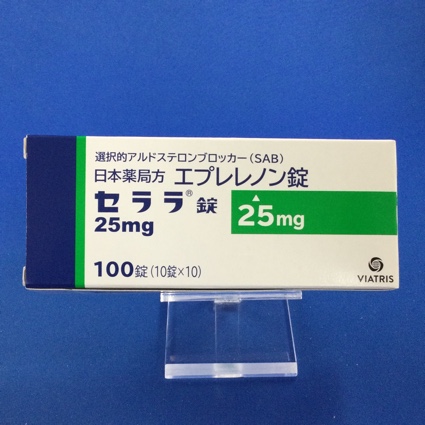 選択的アルドステロンブロッカー(SAB)
日本薬局方 エプレレノン錠
セララ®錠
25mg
25mg
100錠(10錠×10)
VIATRIS